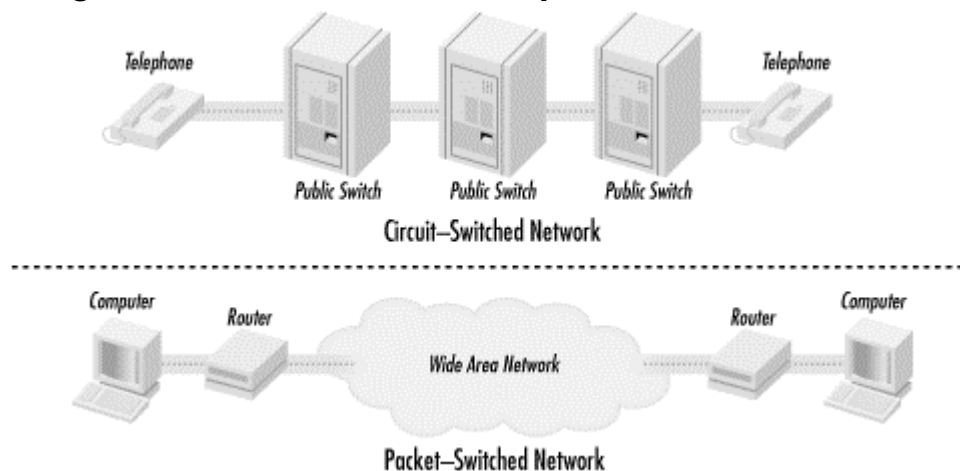 Telephone
Telephone
Public Switch
Public Switch
Public Switch
Circuit–Switched Network
Computer
Router
Router
Computer
Wide Area Network
Packet–Switched Network